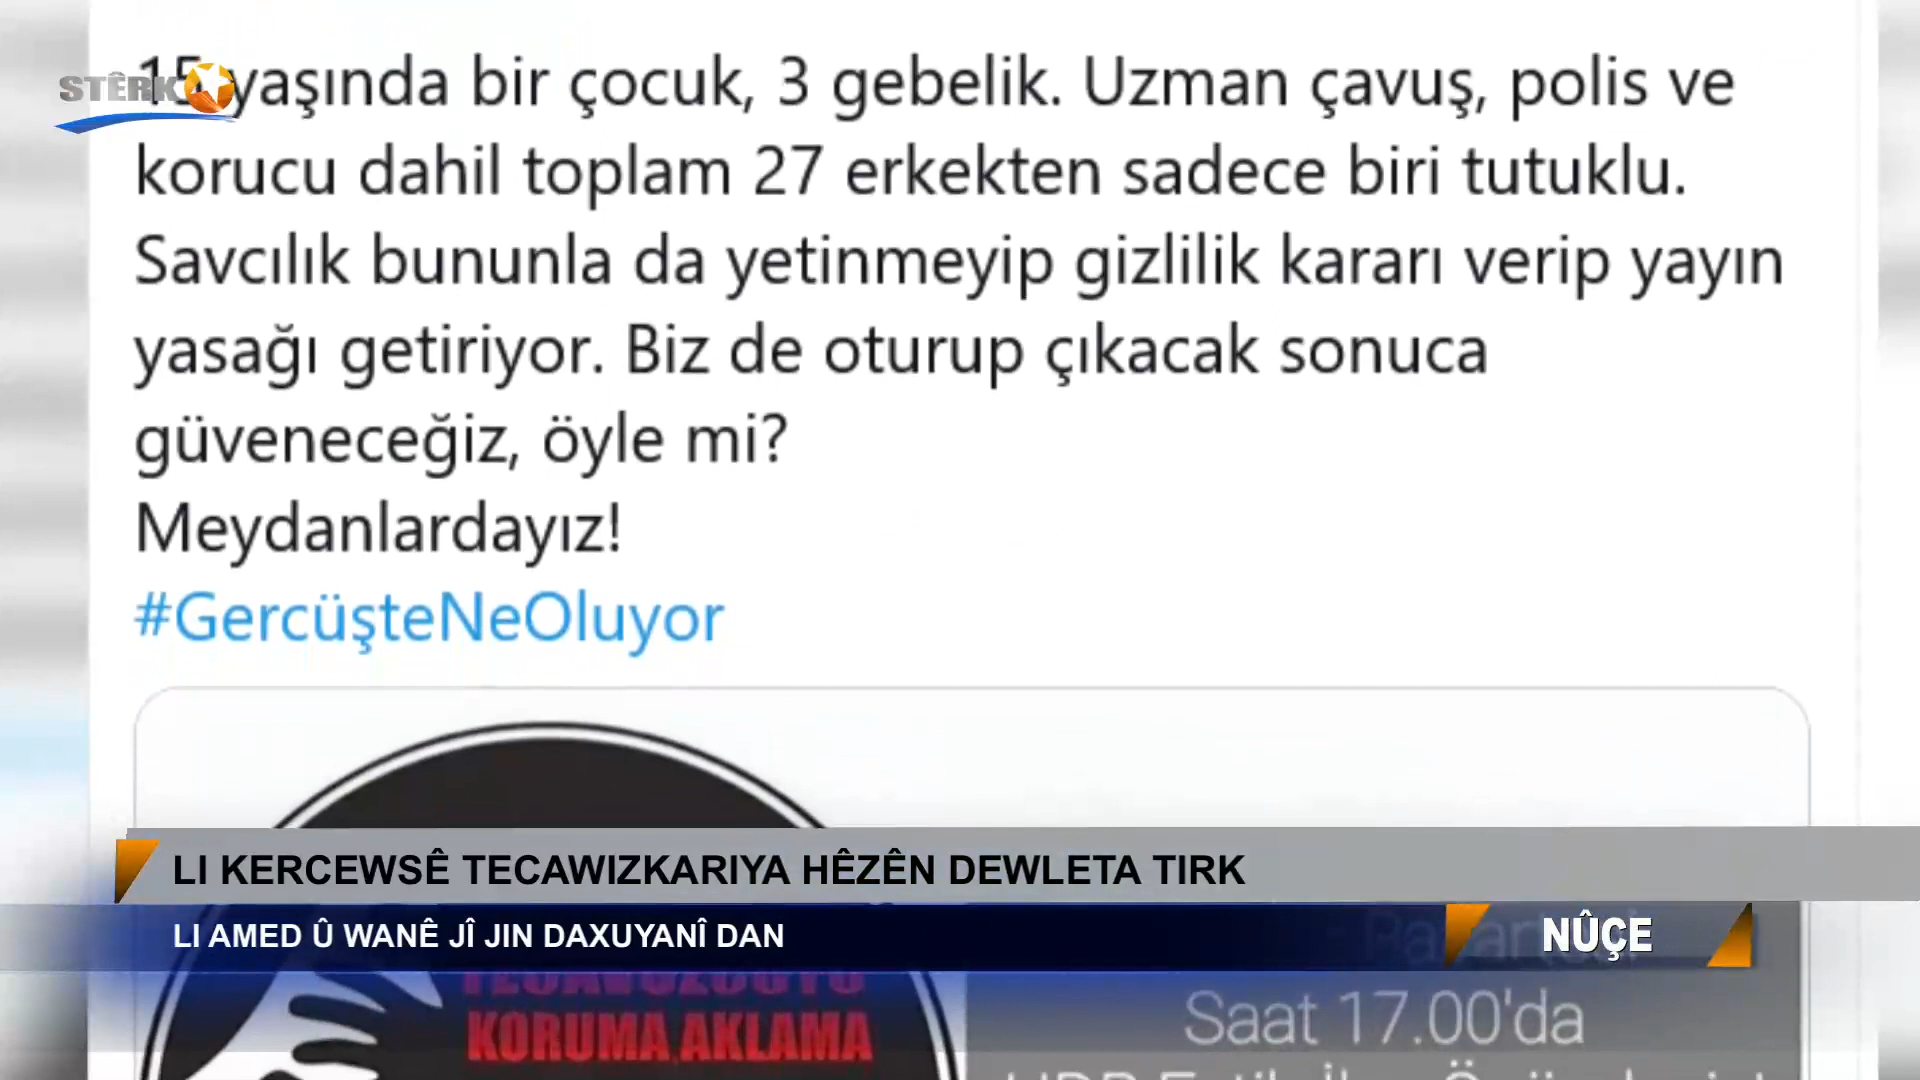 STÊRK
15 yaşında bir çocuk, 3 gebelik. Uzman çavuş, polis ve
korucu dahil toplam 27 erkekten sadece biri tutuklu.
Savcılık bununla da yetinmeyip gizlilik kararı verip yayın
yasağı getiriyor. Biz de oturup çıkacak sonuca
güveneceğiz, öyle mi?
Meydanlardayız!
#GercüşteNeOluyor
LI KERCEWSÊ TECAWIZKARIYA HÊZÊN DEWLETA TIRK
LI AMED Û WANÊ JÎ JIN DAXUYANÎ DAN
NÛÇE
KORUMA,AKLAMA
Saat 17.00'da